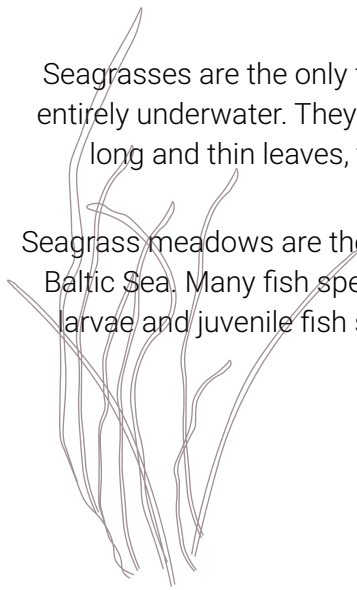 Seagrasses are the only
entirely underwater. They
long and thin leaves,
Seagrass meadows are the
Baltic Sea. Many fish spe
larvae and juvenile fish